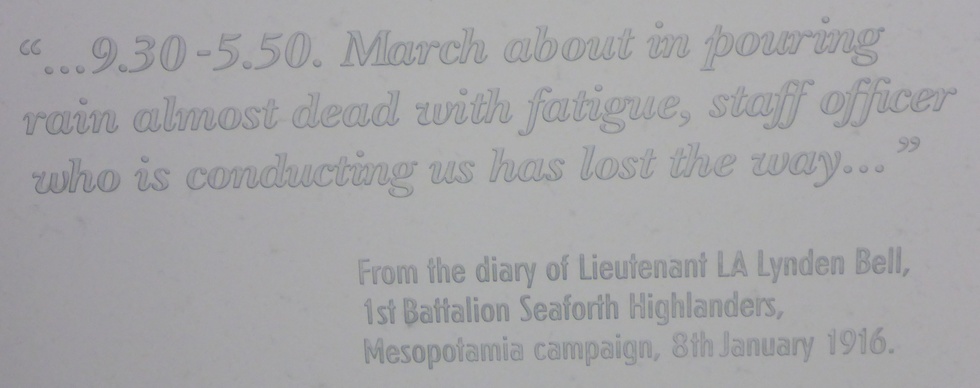 “...9.30-5.50. March about in pouring
rain almost dead with fatigue, staff officer
who is conducting us has lost the way...”
From the diary of Lieutenant LA Lynden Bell,
1st Battalion Seaforth Highlanders,
Mesopotamia campaign, 8th January 1916.